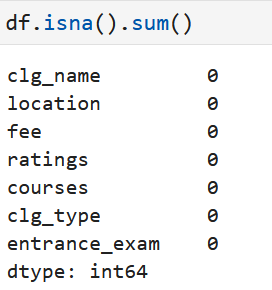 df.isna().sum()
clg_name 0
location 0
fee 0
ratings 0
courses 0
clg_type 0
entrance_exam 0
dtype: int64